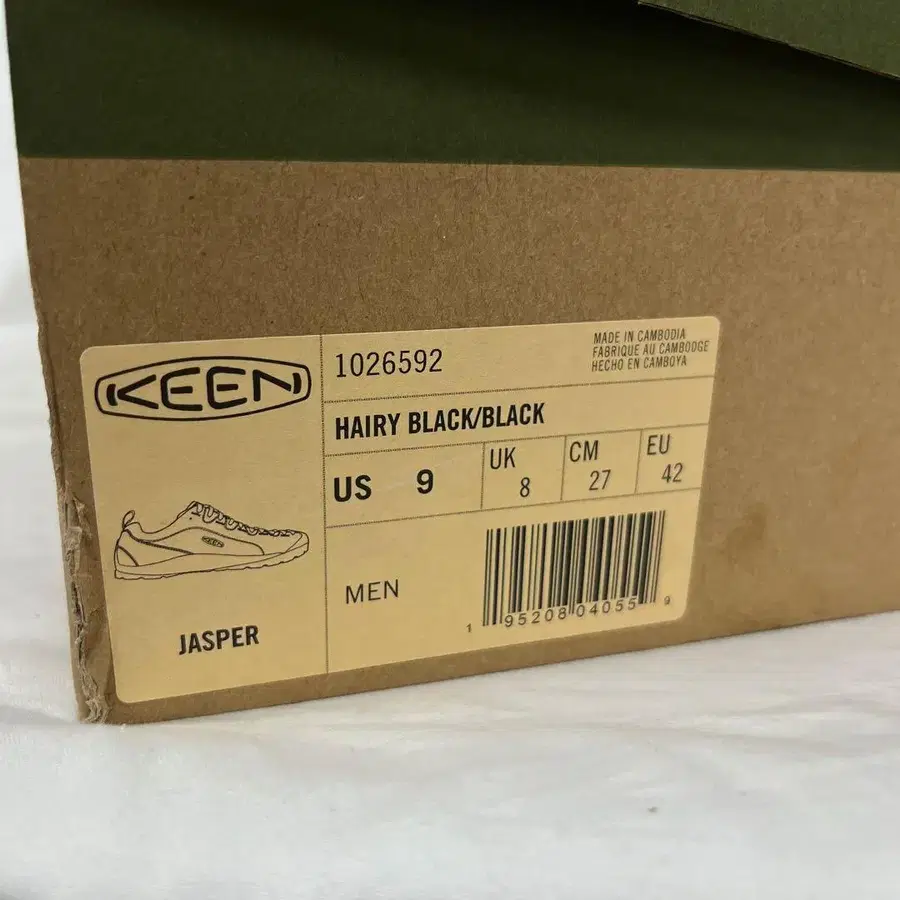 KEEN
1026592
MADE IN CAMBODIA
FABRIQUE AU CAMBODGE
HECHO EN CAMBOYA
HAIRY BLACK/BLACK
US 9
UK 8
CM 27
EU 42
KEEN
JASPER
MEN
1 95208 04055 9